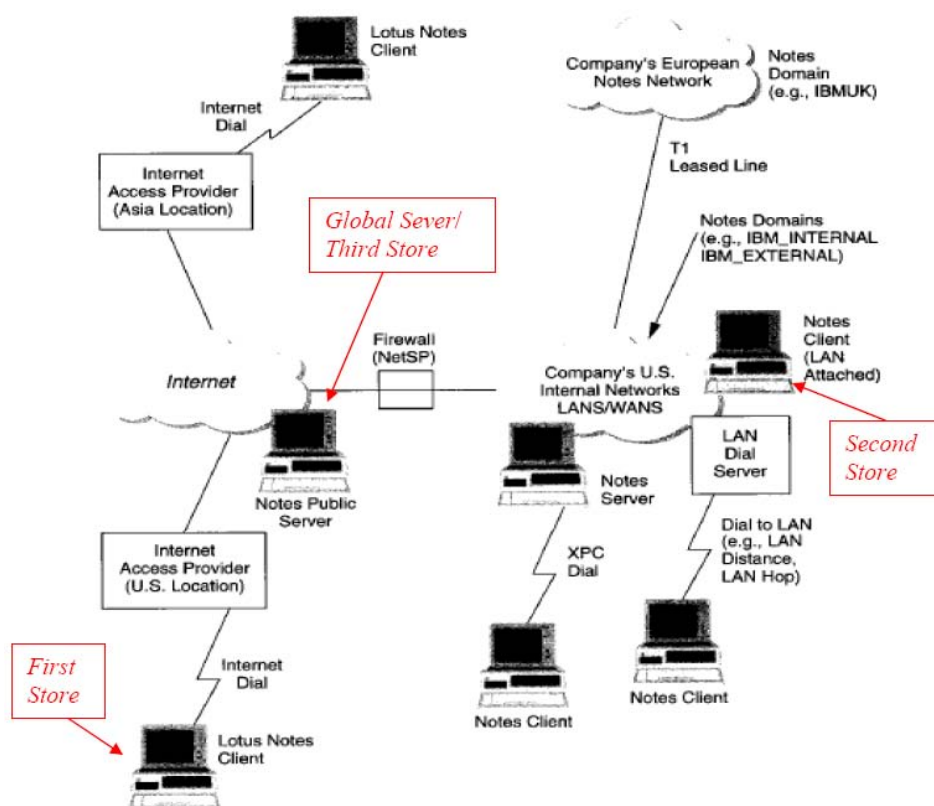 Lotus Notes
Client
Internet
Dial
Internet
Access Provider
(Asia Location)
Global Sever/
Third Store
Company's European
Notes Network
Notes
Domain
(e.g., IBMUK)
T1
Leased Line
Notes Domains
(e.g., IBM_INTERNAL
IBM_EXTERNAL)
Internet
Firewall
(NetSP)
Notes Public
Server
Company's U.S.
Internal Networks
LANS/WANS
Notes
Client
(LAN
Attached)
Second
Store
LAN
Dial
Server
Notes
Server
Internet
Access Provider
(U.S. Location)
XPC
Dial
Dial to LAN
(e.g., LAN
Distance,
LAN Hop)
First
Store
Internet
Dial
Lotus Notes
Client
Notes Client
Notes Client